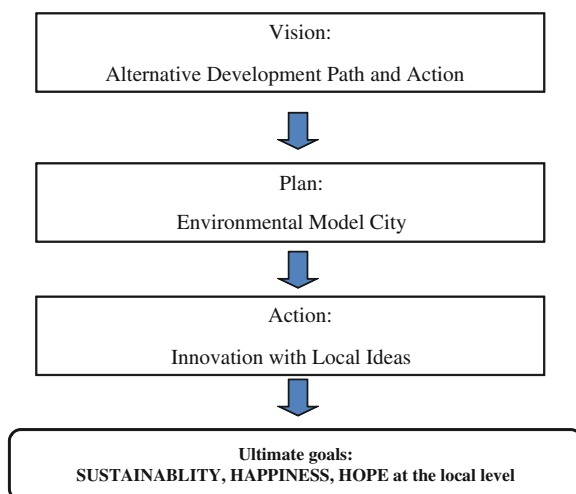 Vision:
Alternative Development Path and Action
Plan:
Environmental Model City
Action:
Innovation with Local Ideas
Ultimate goals:
SUSTAINABLITY, HAPPINESS, HOPE at the local level